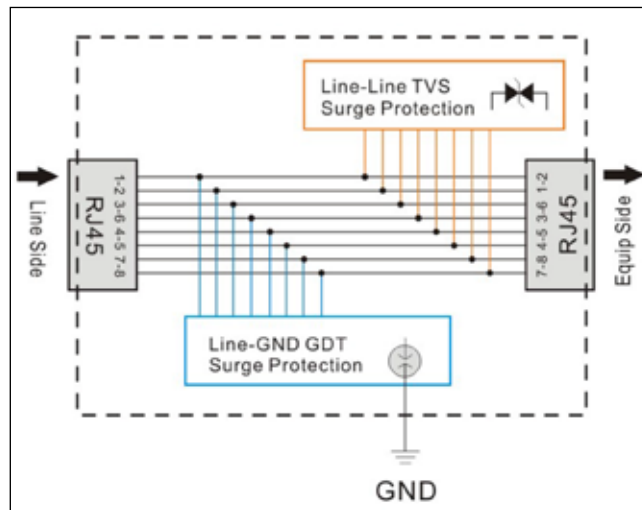 Line-Line TVS
Surge Protection
Line Side
RJ45
1-2
3-6
4-5
7-8
1-2
3-6
4-5
7-8
RJ45
Equip Side
Line-GND GDT
Surge Protection
GND